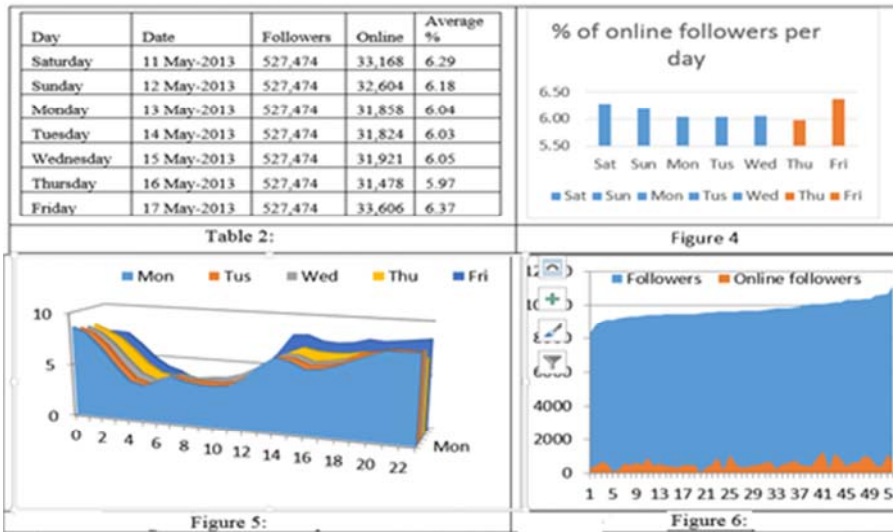 Day Date Followers Online Average %
Saturday 11 May-2013 527,474 33,168 6.29
Sunday 12 May-2013 527,474 32,604 6.18
Monday 13 May-2013 527,474 31,858 6.04
Tuesday 14 May-2013 527,474 31,824 6.03
Wednesday 15 May-2013 527,474 31,921 6.05
Thursday 16 May-2013 527,474 31,478 5.97
Friday 17 May-2013 527,474 33,606 6.37
Table 2:
% of online followers per
day
6.50
6.00
5.50
Sat Sun Mon Tus Wed Thu Fri
Sat Sun Mon Tus Wed Thu Fri
Figure 4
Mon Tus Wed Thu Fri
10
5
0
0 2 4 6 8 10 12 14 16 18 20 22
Mon
Figure 5:
Followers Online followers
6000
4000
2000
0
1 5 9 13 17 21 25 29 33 37 41 45 49
Figure 6: